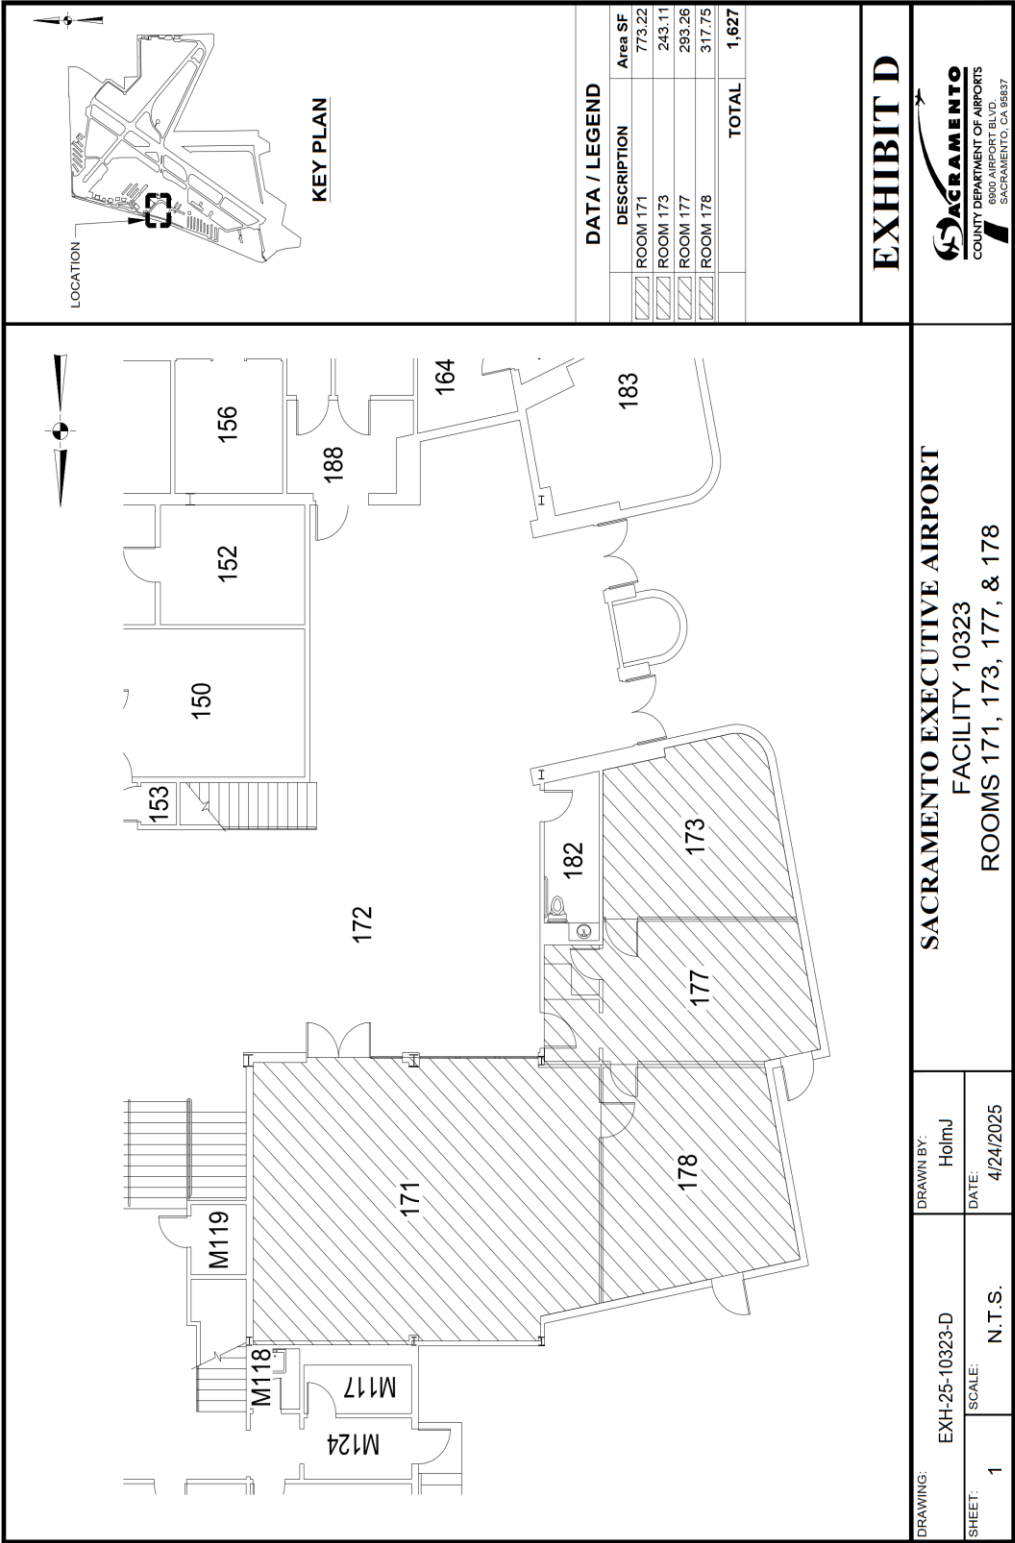 LOCATION
KEY PLAN
DATA / LEGEND
DESCRIPTION Area SF
ROOM 171 773.22
ROOM 173 243.11
ROOM 177 293.26
ROOM 178 317.75
TOTAL 1,627
EXHIBIT D
SACRAMENTO
COUNTY DEPARTMENT OF AIRPORTS
6900 AIRPORT BLVD.
SACRAMENTO, CA 95837
156
164
183
188
152
150
153
182
173
172
177
171
178
M119
M118
M117
M124
SACRAMENTO EXECUTIVE AIRPORT
FACILITY 10323
ROOMS 171, 173, 177, & 178
DRAWING:
EXH-25-10323-D
DRAWN BY:
HolmJ
SHEET:
1
SCALE:
N.T.S.
DATE:
4/24/2025